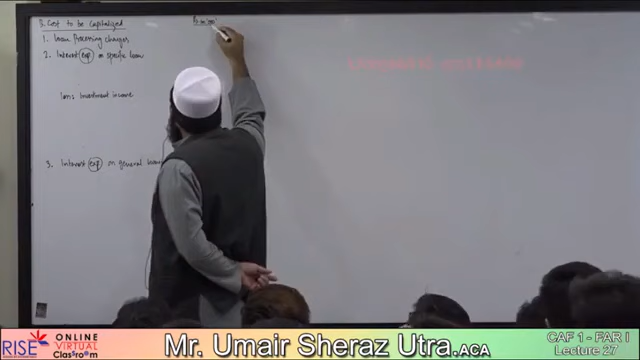 3. Cost to be Capitalized
1. Loan Processing charges
2. Interest exp on specific loan
Less: Investment income
3. Interest exp on general loan
RISE ONLINE VIRTUAL Classroom
Mr. Umair Sheraz Utra.ACA
CAF 1 - FAR I
Lecture 27